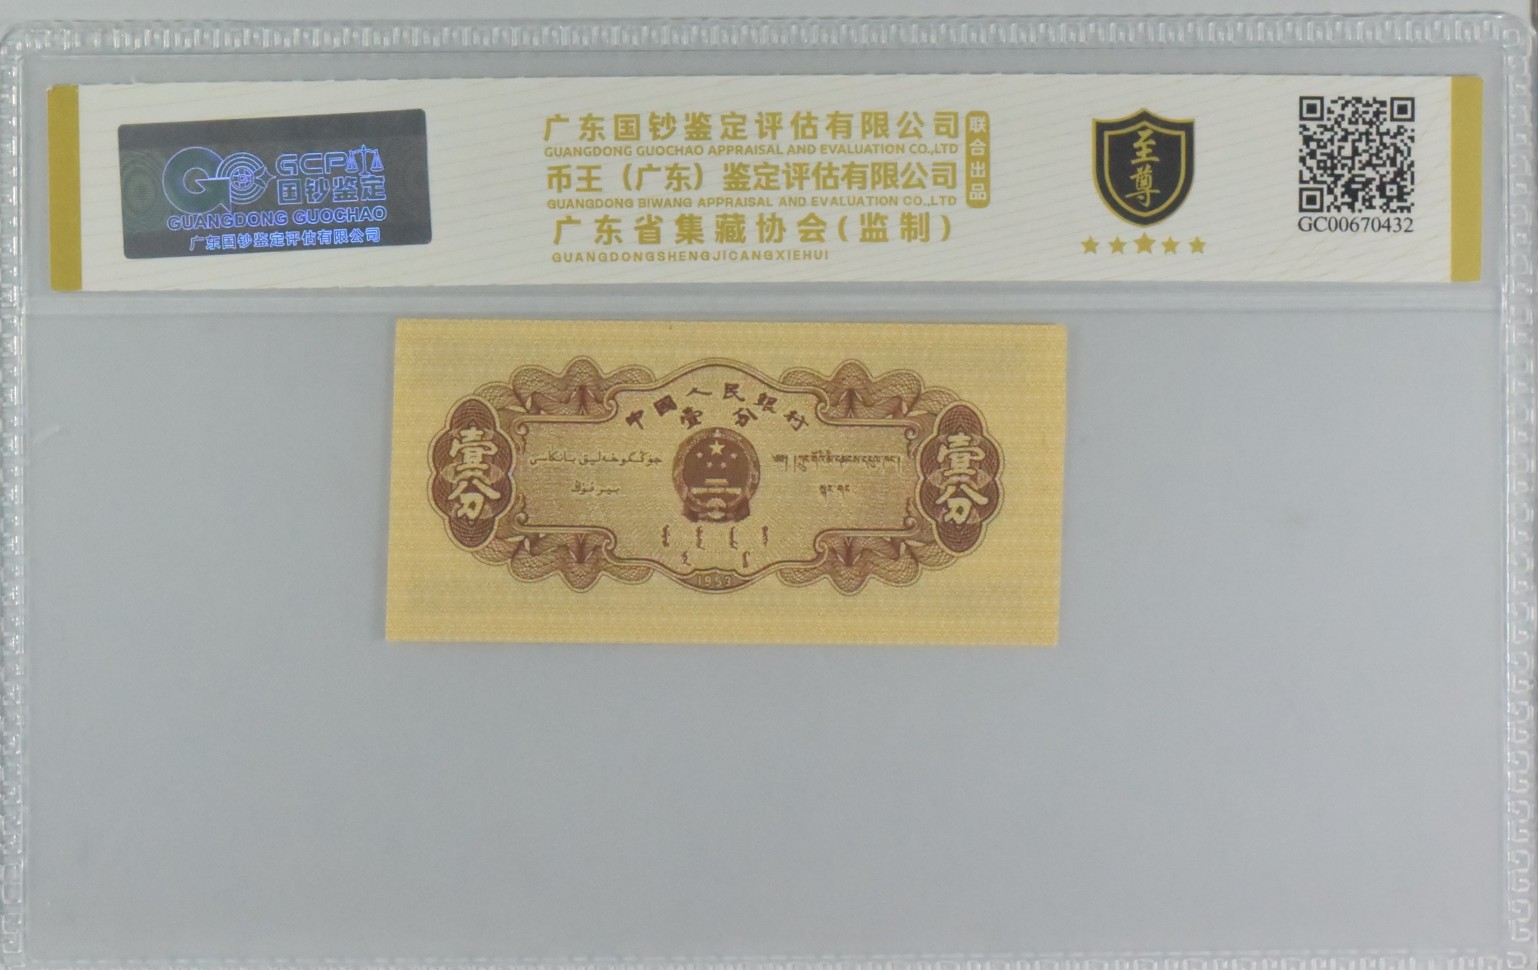 GCP
国钞鉴定
GUANGDONG GUOCHAO
广东国钞鉴定评估有限公司
广东国钞鉴定评估有限公司
GUANGDONG GUOCHAO APPRAISAL AND EVALUATION CO.,LTD
币王（广东）鉴定评估有限公司
GUANGDONG BIWANG APPRAISAL AND EVALUATION CO.,LTD
广东省集藏协会(监制)
GUANGDONGSHENGJICANGXIEHUI
联合出品
至尊
GC00670432
中国人民银行
壹分
壹分
壹分
1953